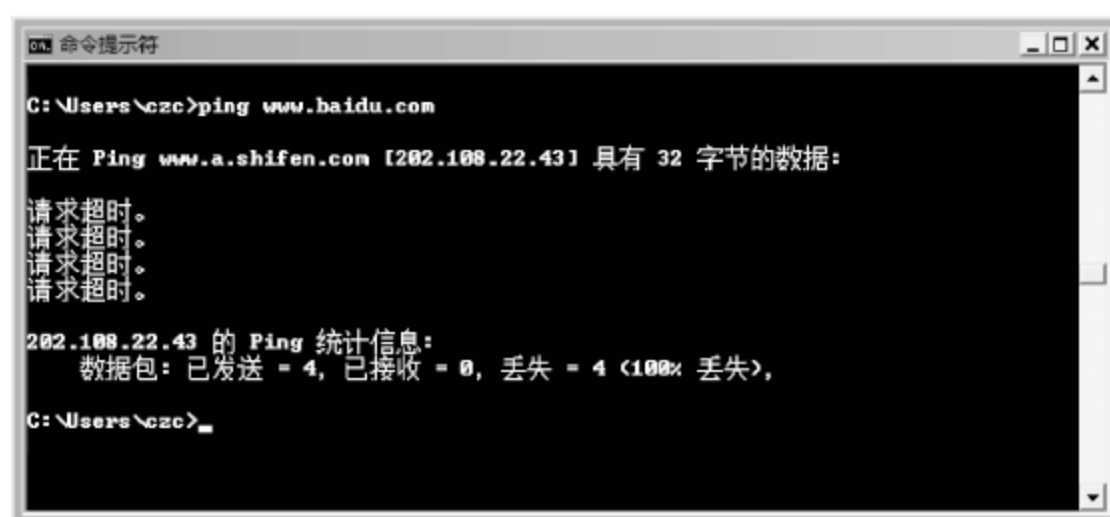 命令提示符
C:\Users\czc>ping www.baidu.com
正在 Ping www.a.shifen.com [202.108.22.43] 具有 32 字节的数据:
请求超时。
请求超时。
请求超时。
请求超时。
202.108.22.43 的 Ping 统计信息:
数据包: 已发送 = 4, 已接收 = 0, 丢失 = 4 (100% 丢失),
C:\Users\czc>_